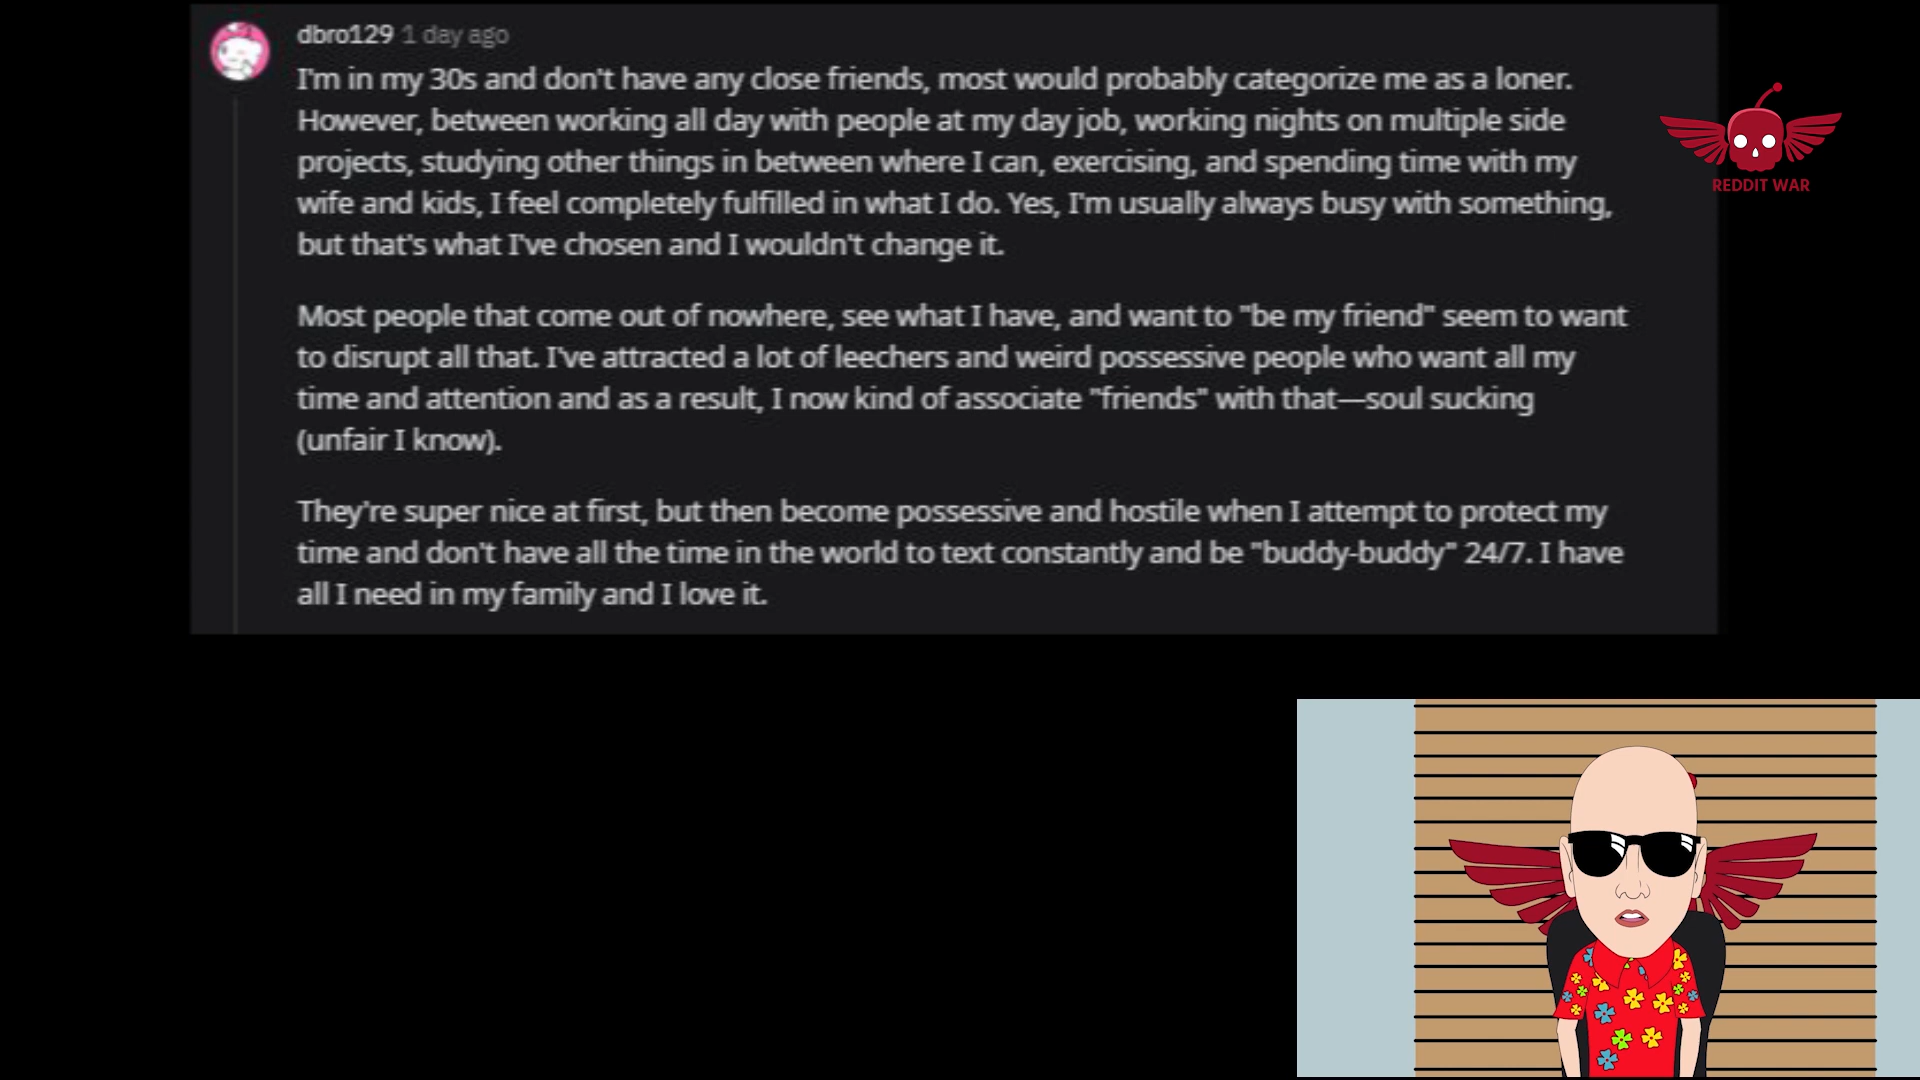 dbro129 1 day ago
I'm in my 30s and don't have any close friends, most would probably categorize me as a loner.
However, between working all day with people at my day job, working nights on multiple side
projects, studying other things in between where I can, exercising, and spending time with my
wife and kids, I feel completely fulfilled in what I do. Yes, I'm usually always busy with something,
but that's what I've chosen and I wouldn't change it.
Most people that come out of nowhere, see what I have, and want to "be my friend" seem to want
to disrupt all that. I've attracted a lot of leechers and weird possessive people who want all my
time and attention and as a result, I now kind of associate "friends" with that—soul sucking
(unfair I know).
They're super nice at first, but then become possessive and hostile when I attempt to protect my
time and don't have all the time in the world to text constantly and be "buddy-buddy" 24/7. I have
all I need in my family and I love it.
REDDIT WAR